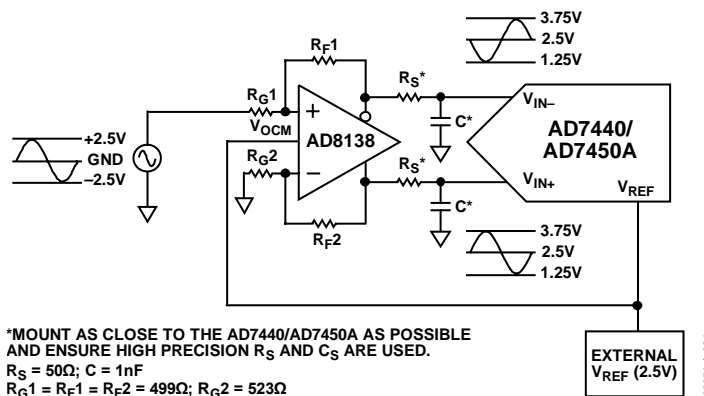 3.75V
2.5V
1.25V
RF1
RS*
RG1
VIN–
VOCM
C*
+
AD8138
AD7440/
AD7450A
+2.5V
GND
–2.5V
RG2
RS*
–
VIN+
VREF
C*
RF2
3.75V
2.5V
1.25V
*MOUNT AS CLOSE TO THE AD7440/AD7450A AS POSSIBLE
AND ENSURE HIGH PRECISION RS AND CS ARE USED.
RS = 50Ω; C = 1nF
RG1 = RF1 = RF2 = 499Ω; RG2 = 523Ω
EXTERNAL
VREF (2.5V)